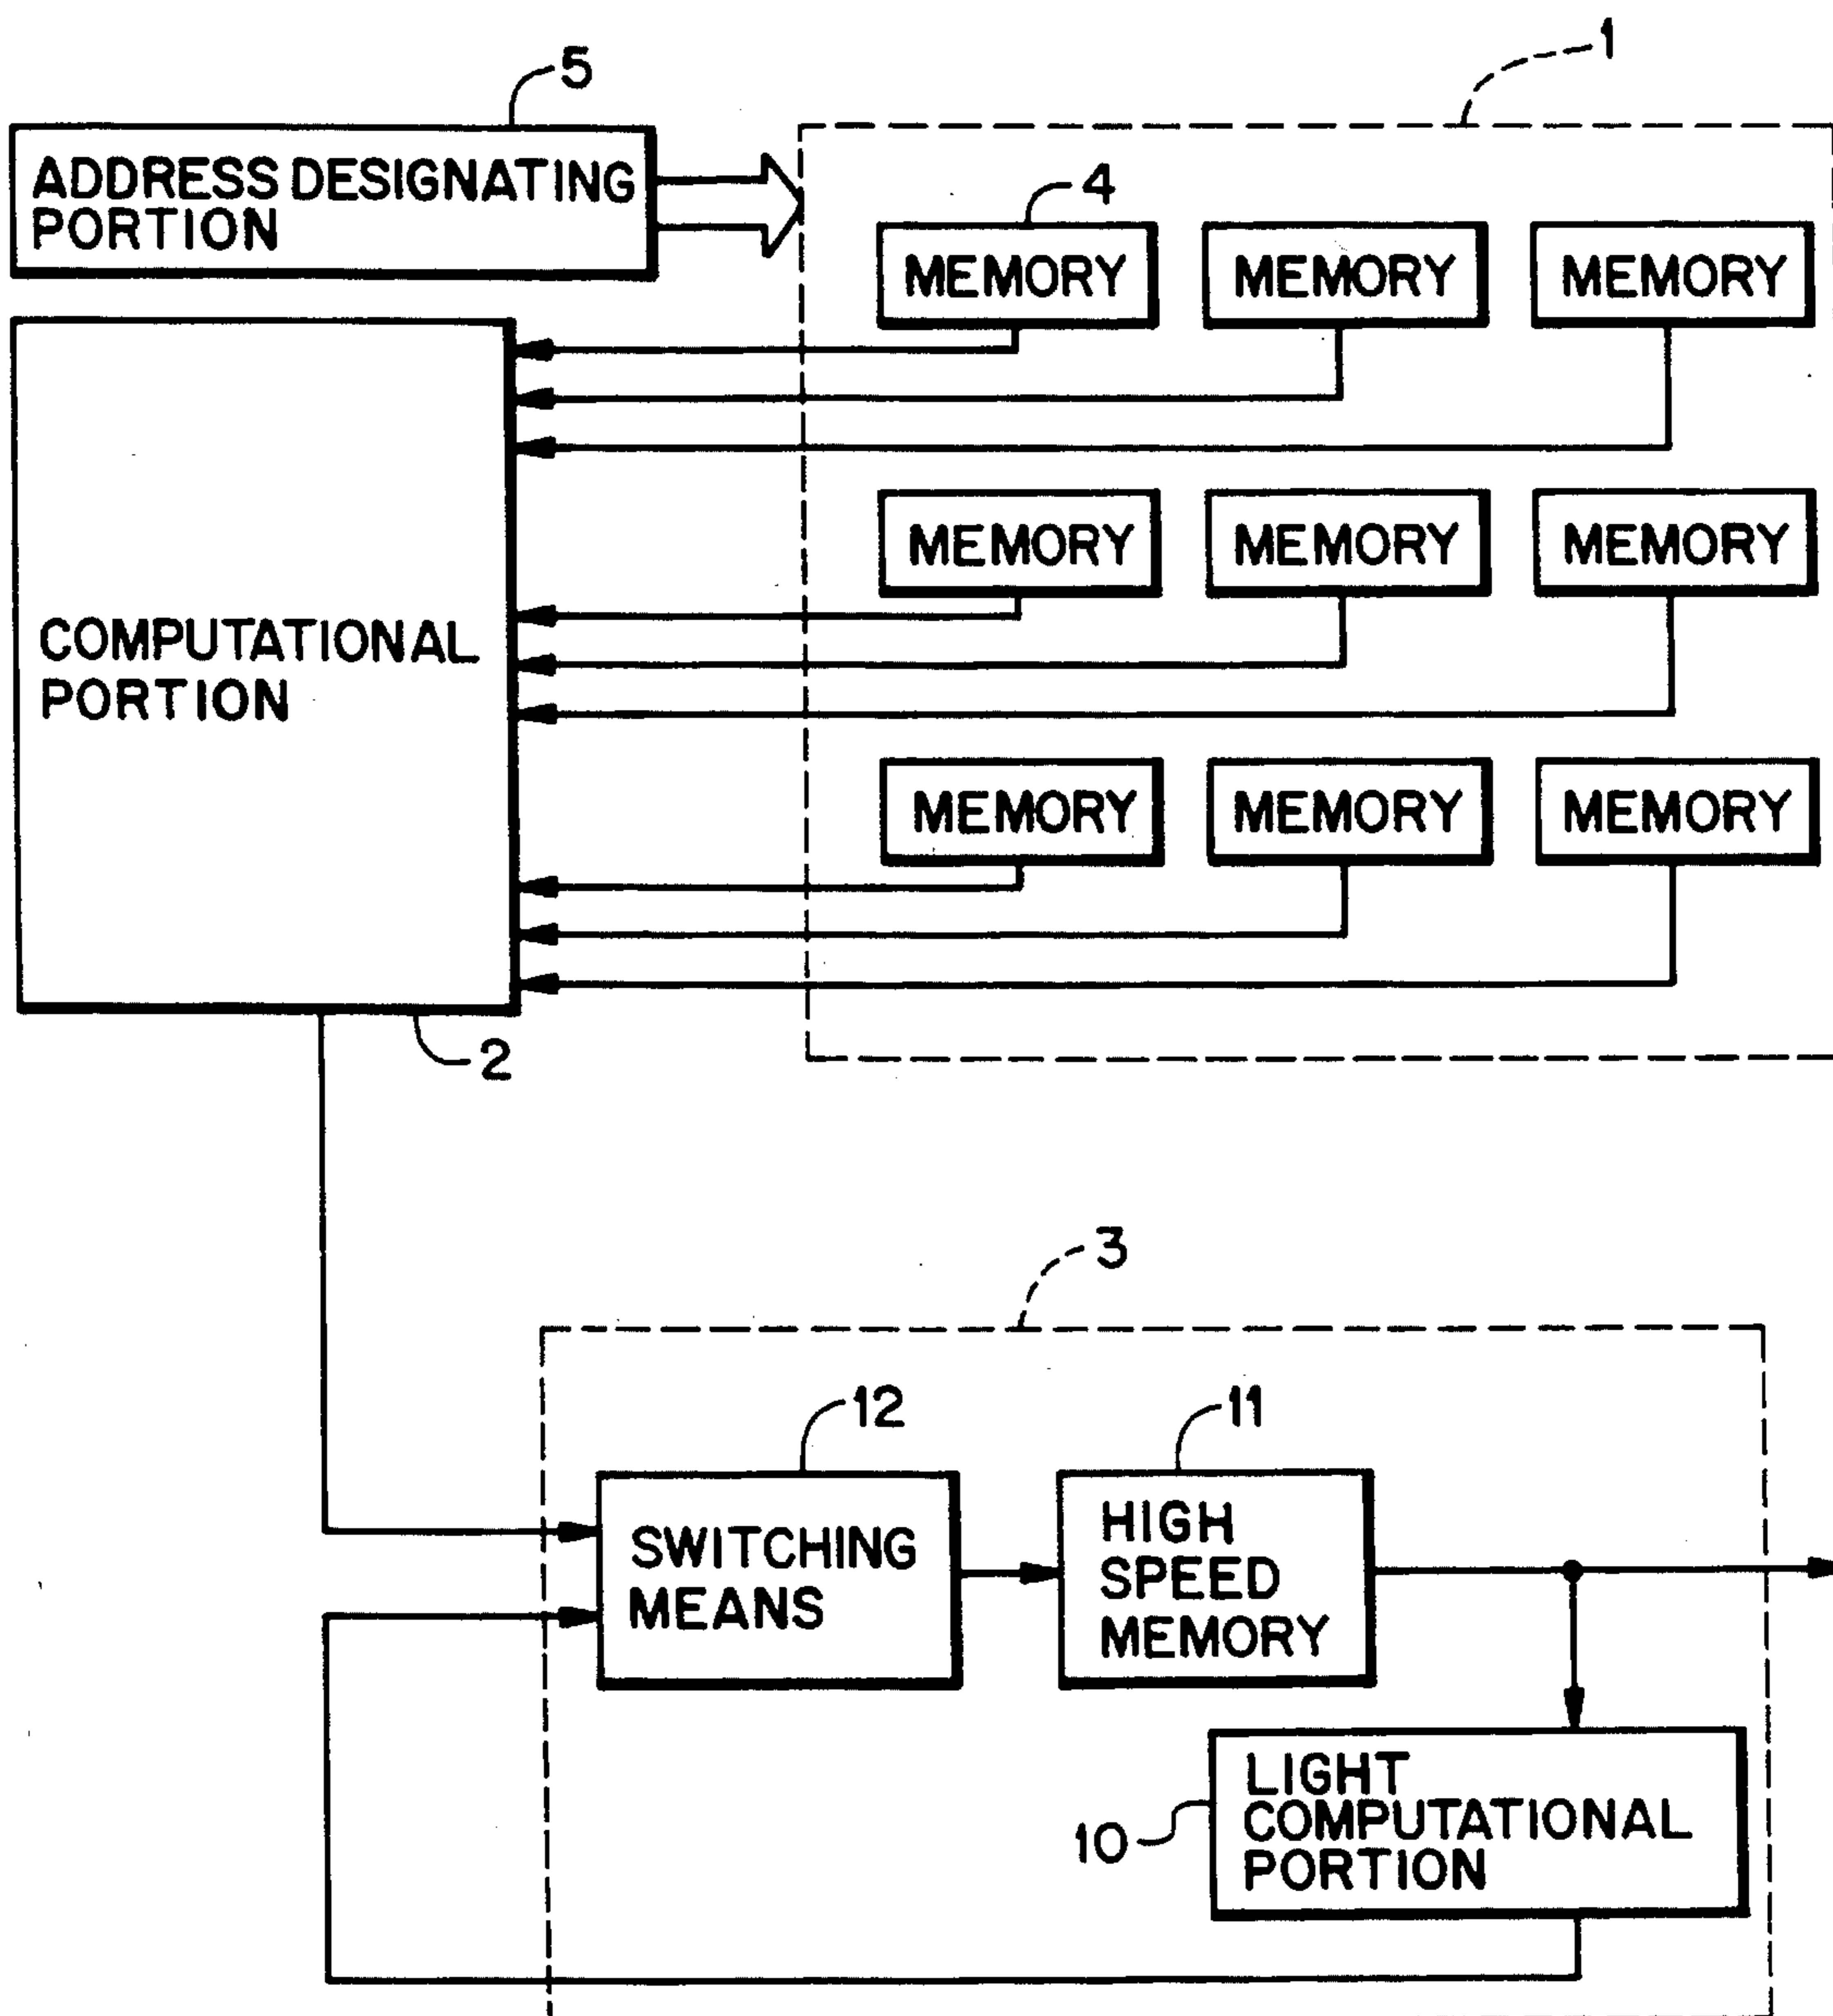 1
5
ADDRESS DESIGNATING
PORTION
4
MEMORY MEMORY MEMORY
MEMORY MEMORY MEMORY
COMPUTATIONAL
PORTION
MEMORY MEMORY MEMORY
2
3
12
11
SWITCHING
MEANS
HIGH
SPEED
MEMORY
10
LIGHT
COMPUTATIONAL
PORTION